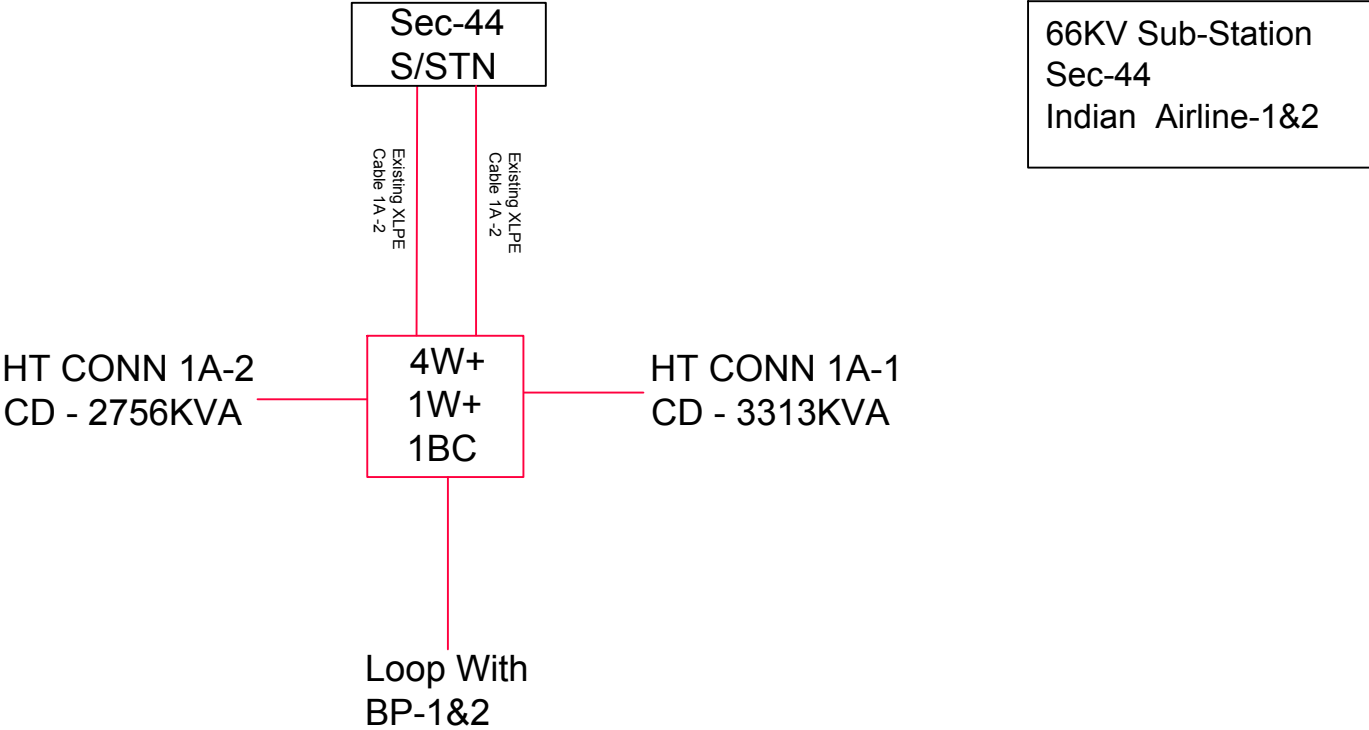 Sec-44
S/STN
66KV Sub-Station
Sec-44
Indian Airline-1&2
Existing XLPE
Cable 1A -2
Existing XLPE
Cable 1A -2
HT CONN 1A-2
CD - 2756KVA
4W+
1W+
1BC
HT CONN 1A-1
CD - 3313KVA
Loop With
BP-1&2